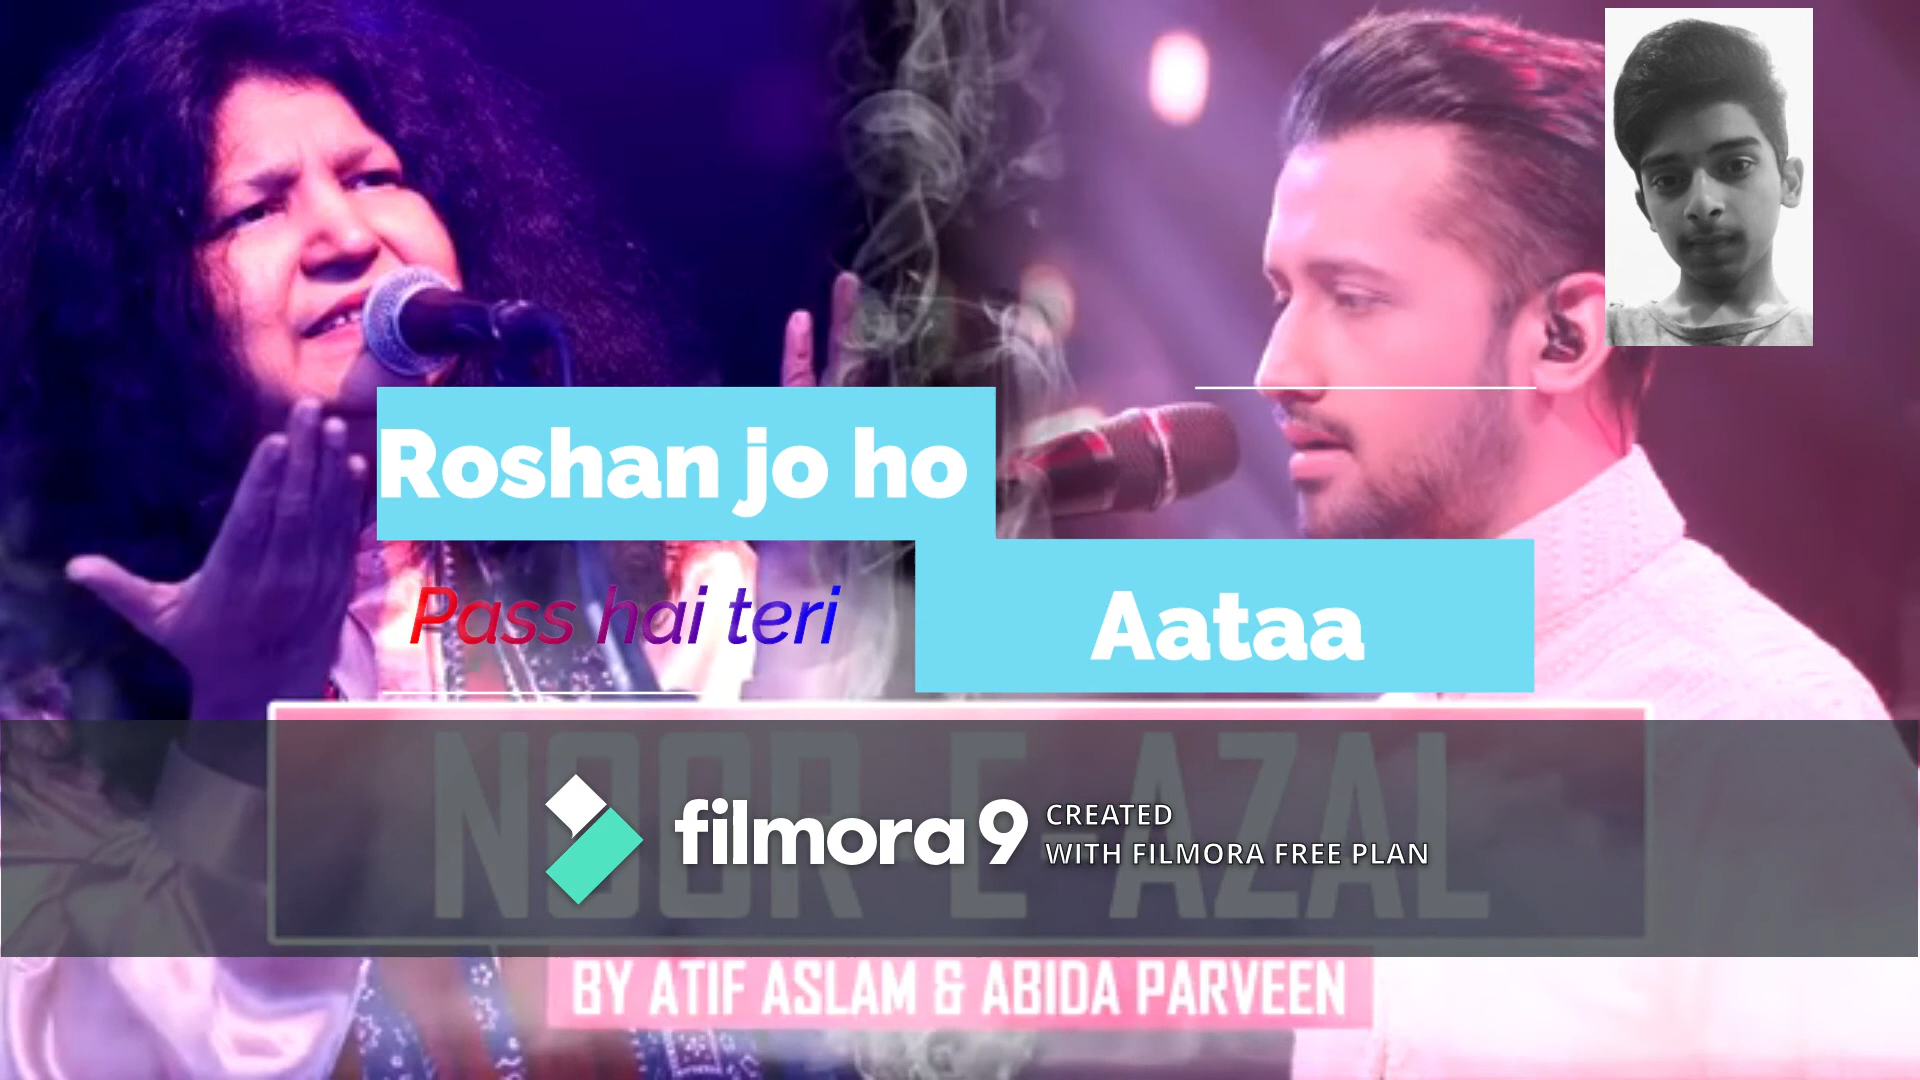 Roshan jo ho
Pass hai teri
Aataa
NOOR-E-AZAL
filmora9
CREATED
WITH FILMORA FREE PLAN
BY ATIF ASLAM & ABIDA PARVEEN